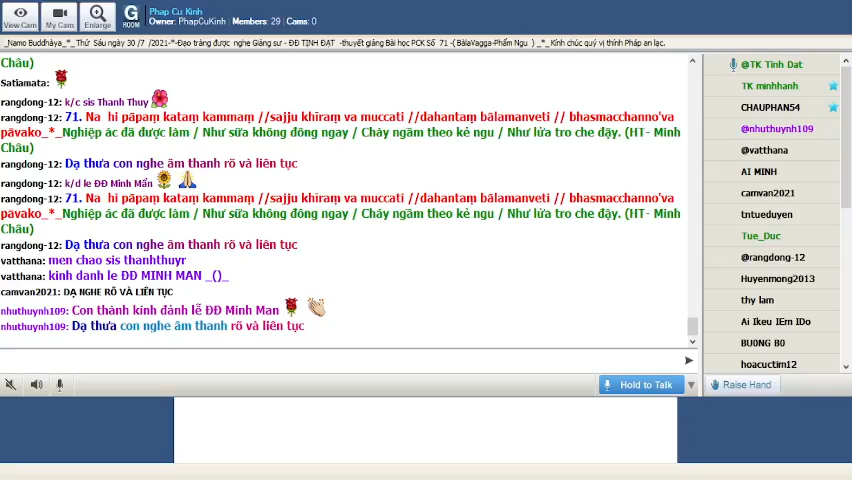 View Cam
My Cam
Enlarge
G
ROOM
Phap Cu Kinh
Owner: PhapCuKinh | Members: 29 | Cams: 0
_Namo Buddhàya_*_ Thứ Sáu ngày 30 /7 /2021-*-Đạo tràng được nghe Giảng sư - ĐĐ TỊNH ĐẠT -thuyết giảng Bài học PCK Số 71 -( BàlaVagga-Phẩm Ngu ) _*_ Kính chúc quý vị thính Pháp an lạc.
Châu)
Satiamata:
rangdong-12: k/c sis Thanh Thuy
rangdong-12: 71. Na hi pāpaṃ kataṃ kammaṃ //sajju khīraṃ va muccati //dahantaṃ bālamanveti // bhasmacchanno'va
pāvako_*_Nghiệp ác đã được làm / Như sữa không đông ngay / Cháy ngầm theo kẻ ngu / Như lửa tro che đậy. (HT- Minh
Châu)
rangdong-12: Dạ thưa con nghe âm thanh rõ và liên tục
rangdong-12: k/d le ĐĐ Minh Mẫn
rangdong-12: 71. Na hi pāpaṃ kataṃ kammaṃ //sajju khīraṃ va muccati //dahantaṃ bālamanveti // bhasmacchanno'va
pāvako_*_Nghiệp ác đã được làm / Như sữa không đông ngay / Cháy ngầm theo kẻ ngu / Như lửa tro che đậy. (HT- Minh
Châu)
rangdong-12: Dạ thưa con nghe âm thanh rõ và liên tục
vatthana: men chao sis thanhthuyr
vatthana: kinh danh le ĐĐ MINH MAN _()_
camvan2021: DẠ NGHE RÕ VÀ LIÊN TỤC
nhuthuynh109: Con thành kính đảnh lễ ĐĐ Minh Man
nhuthuynh109: Dạ thưa con nghe âm thanh rõ và liên tục
Hold to Talk
@TK Tinh Dat
TK minhhanh
CHAUPHAN54
@nhuthuynh109
@vatthana
AI MINH
camvan2021
tntueduyen
Tue_Duc
@rangdong-12
Huyenmong2013
thy lam
Ai Ikeu IEm IDo
BU0NG B0
hoacuctim12
Raise Hand